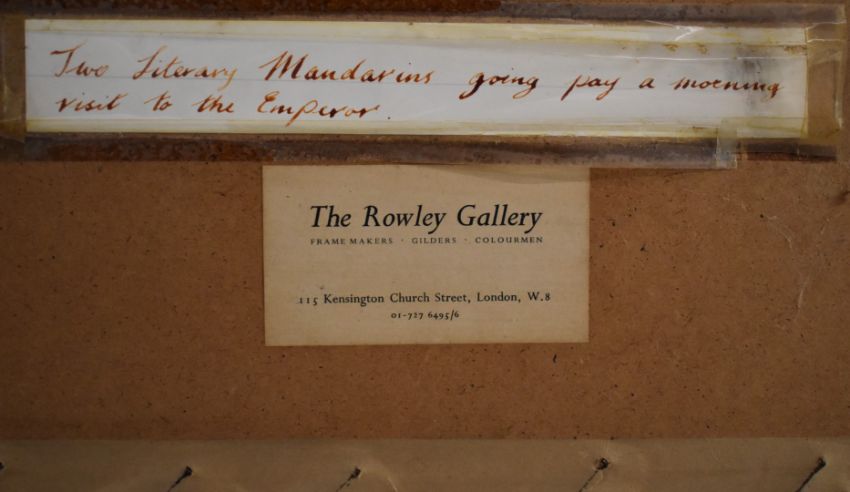 Two Literary Mandarins going pay a morning
visit to the Emperor.
The Rowley Gallery
FRAME MAKERS · GILDERS · COLOURMEN
115 Kensington Church Street, London, W.8
01-727 6495/6